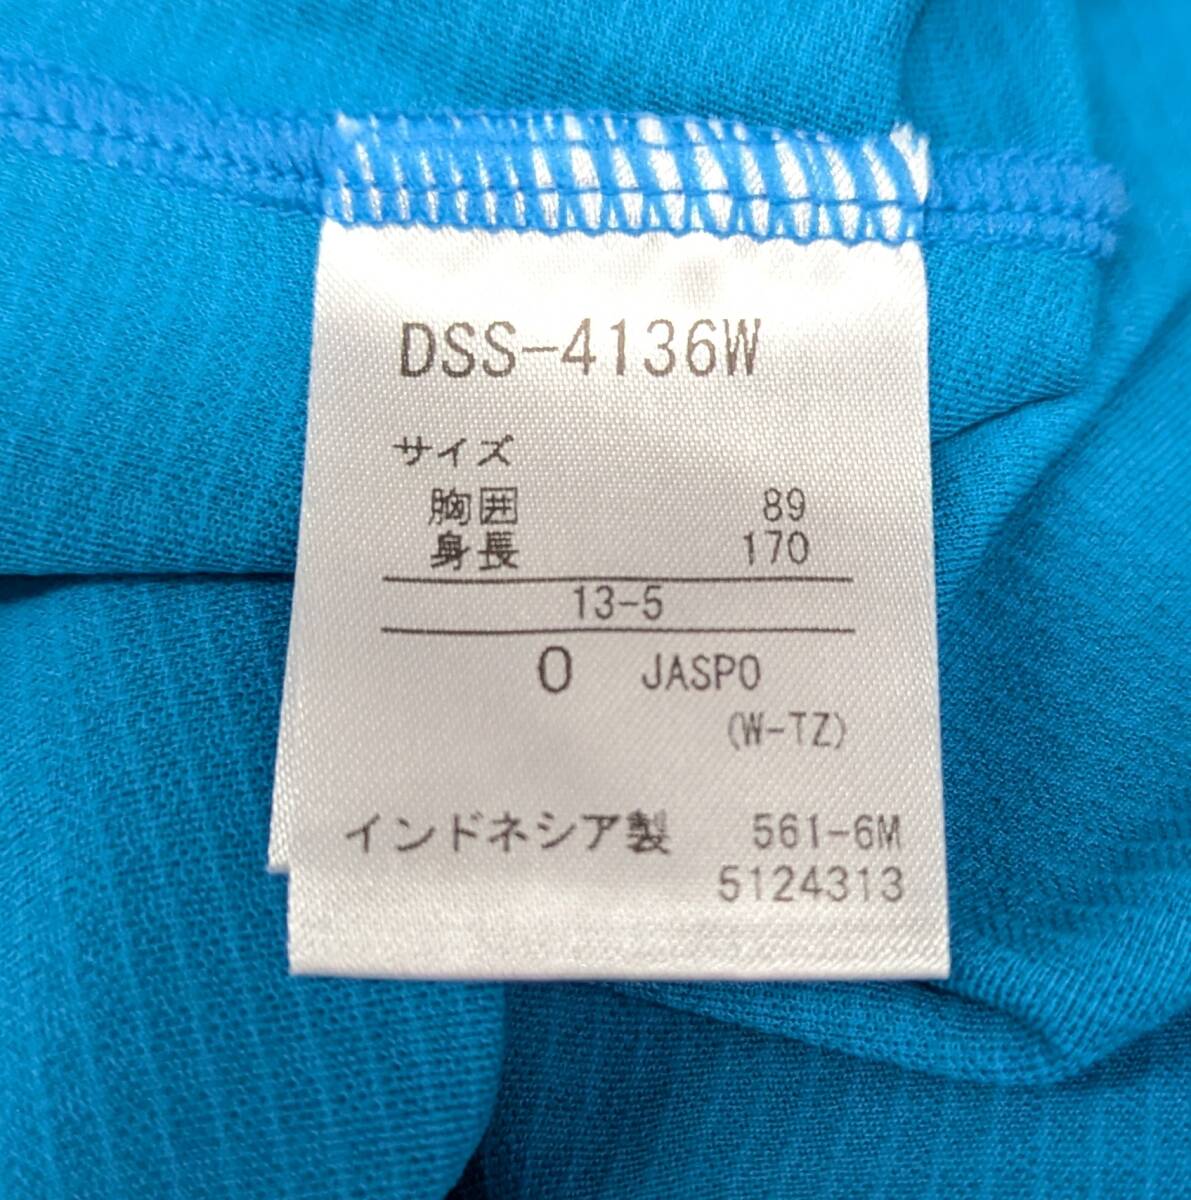 DSS-4136W
サイズ
胸囲 89
身長 170
13-5
O JASPO
(W-TZ)
インドネシア製 561-6M
5124313